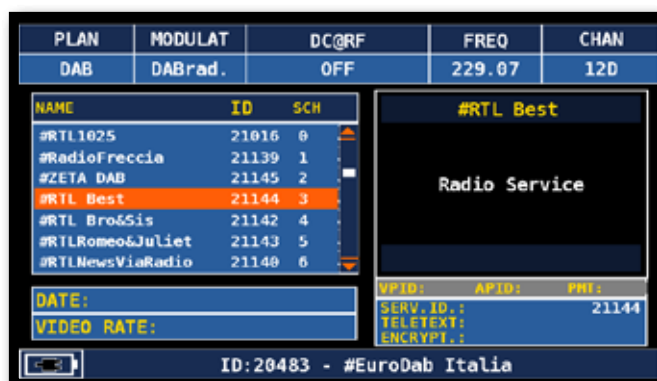 PLAN MODULAT DC@RF FREQ CHAN
DAB DABrad. OFF 229.07 12D
NAME ID SCH
#RTL1025 21016 0
#RadioFreccia 21139 1
#ZETA DAB 21145 2
#RTL Best 21144 3
#RTL Bro&Sis 21142 4
#RTLRomeo&Juliet 21143 5
#RTLNewsViaRadio 21140 6
#RTL Best
Radio Service
DATE:
VIDEO RATE:
VPID: APID: PMT:
SERV.ID.: 21144
TELETEXT:
ENCRYPT.:
ID:20483 - #EuroDab Italia